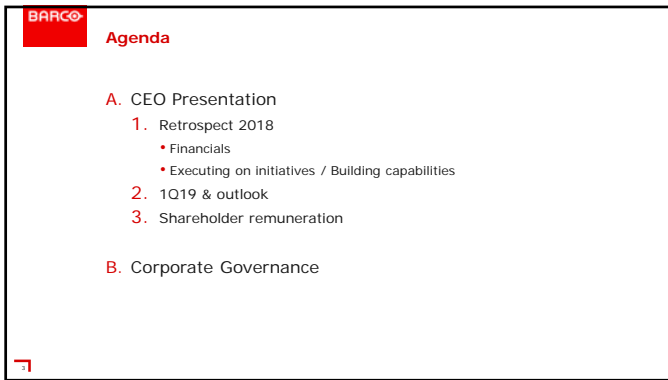 BARCO
Agenda
A. CEO Presentation
1. Retrospect 2018
• Financials
• Executing on initiatives / Building capabilities
2. 1Q19 & outlook
3. Shareholder remuneration
B. Corporate Governance
3